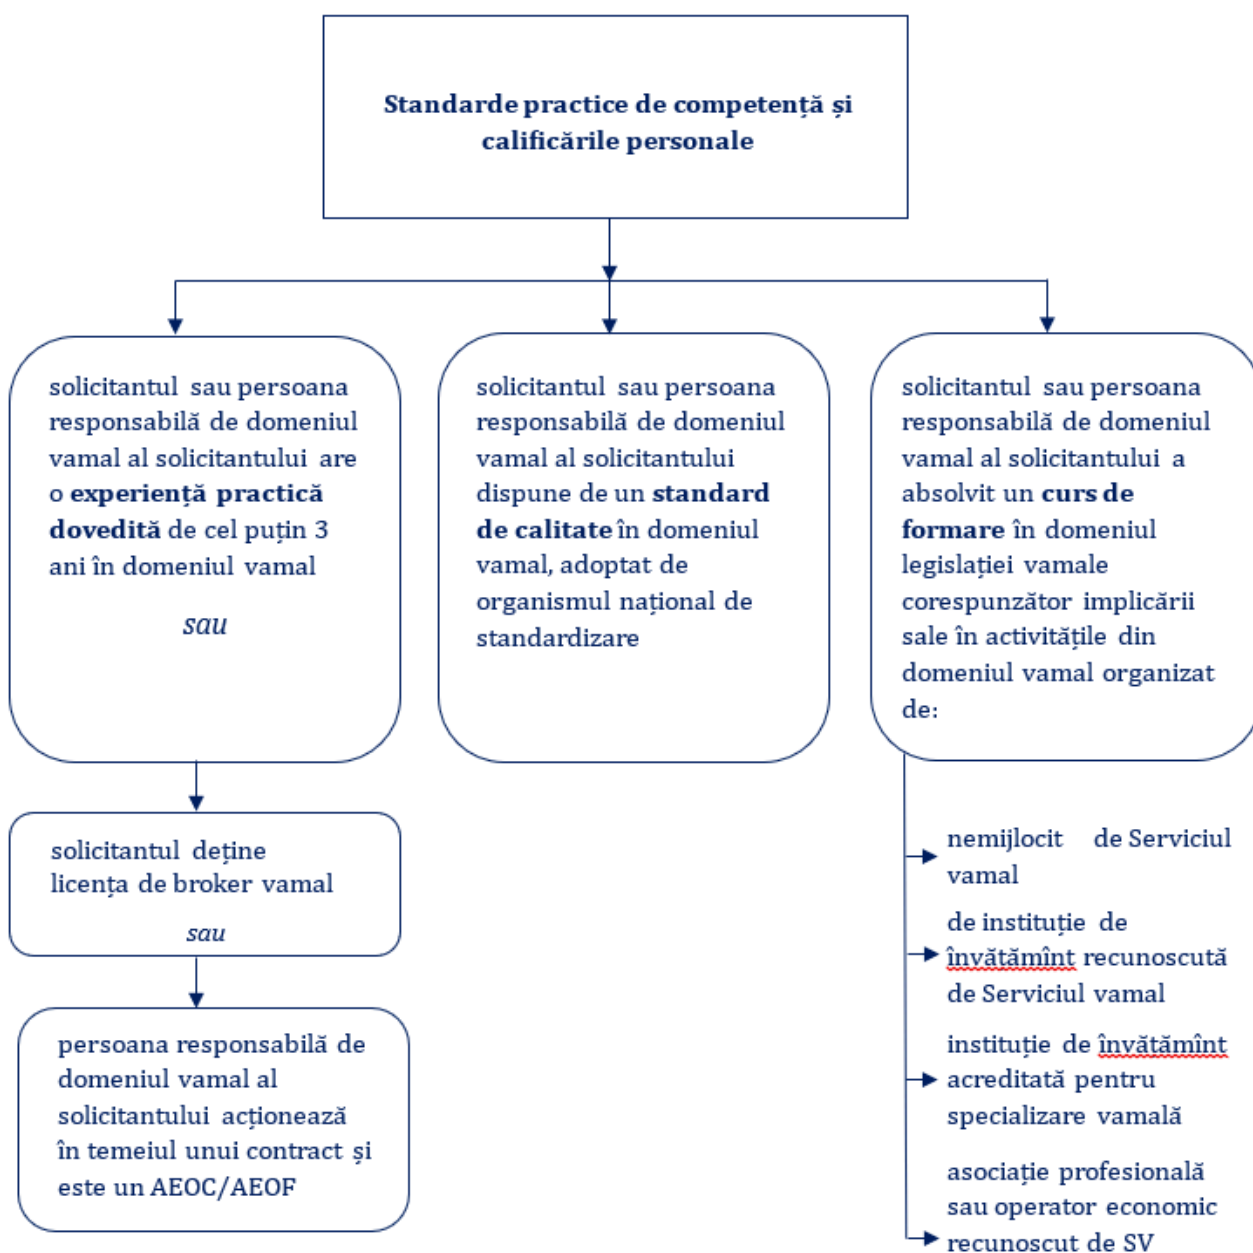 Standarde practice de competență și
calificările personale
solicitantul sau persoana
responsabilă de domeniul
vamal al solicitantului are
o experiență practică
dovedită de cel puțin 3
ani în domeniul vamal
sau
solicitantul deține
licența de broker vamal
sau
persoana responsabilă de
domeniul vamal al
solicitantului acționează
în temeiul unui contract și
este un AEOC/AEOF
solicitantul sau persoana
responsabilă de domeniul
vamal al solicitantului
dispune de un standard
de calitate în domeniul
vamal, adoptat de
organismul național de
standardizare
solicitantul sau persoana
responsabilă de domeniul
vamal al solicitantului a
absolvit un curs de
formare în domeniul
legislației vamale
corespunzător implicării
sale în activitățile din
domeniul vamal organizat
de:
nemijlocit de Serviciul
vamal
de instituție de
învățămînt recunoscută
de Serviciul vamal
instituție de învățămînt
acreditată pentru
specializare vamală
asociație profesională
sau operator economic
recunoscut de SV